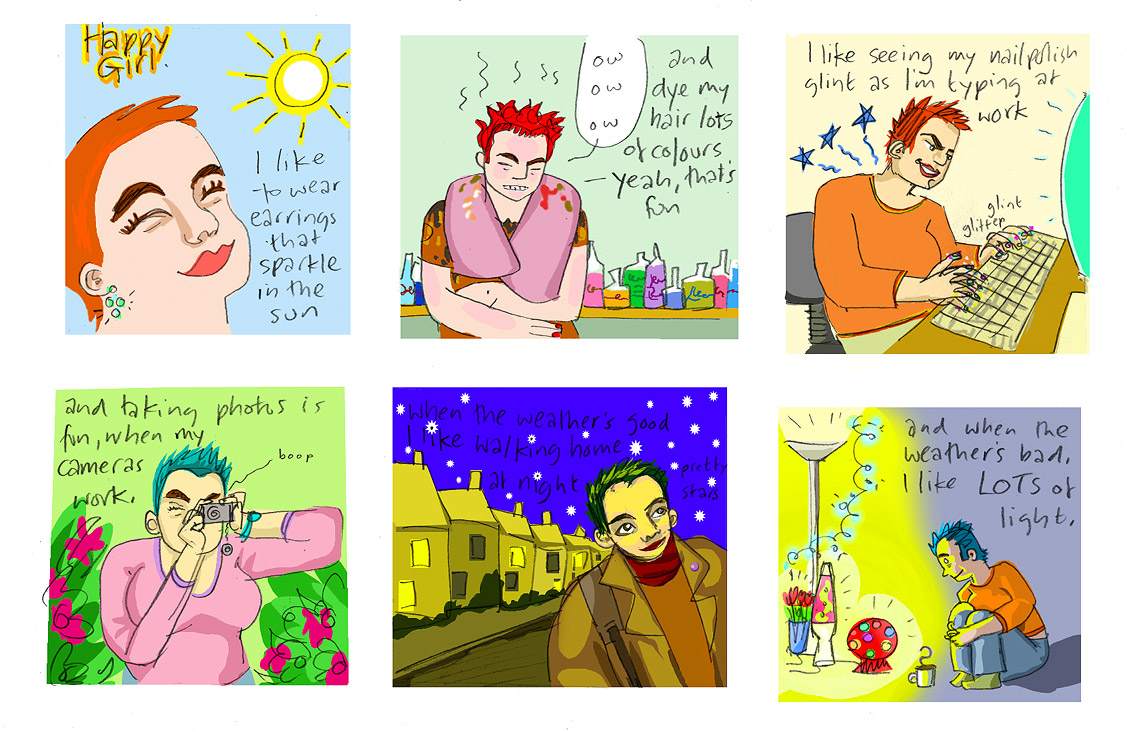 Happy
Girl.
I like
to wear
earrings
that
sparkle
in the
sun
ow
ow
ow
and
dye my
hair lots
of colours
– yeah, that's
fun
I like seeing my nailpolish
glint as I'm typing at
work
glint
glitter
and taking photos is
fun, when my
cameras
work.
boop
when the weather's good
I like walking home
at night
pretty
stars
and when the
weather's bad,
I like LOTS of
light.